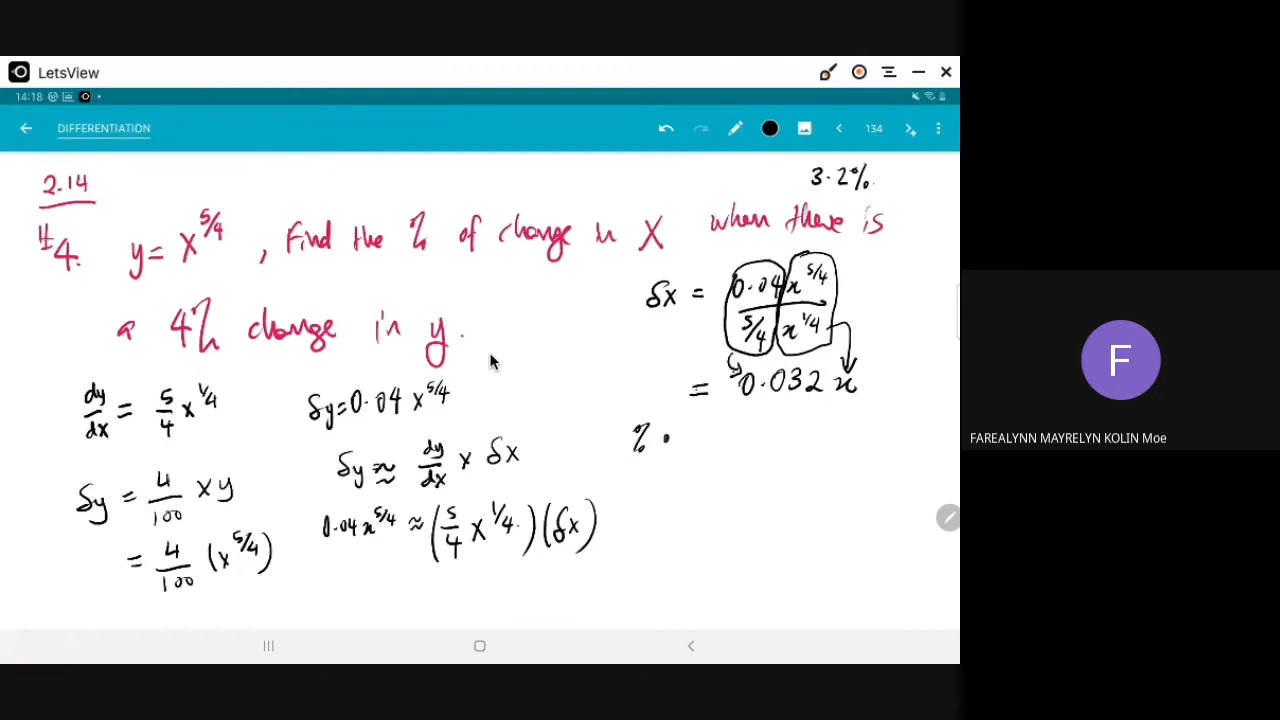 LetsView
14:18
DIFFERENTIATION
134
2.14
4. y = x^{5/4}, Find the % of change in X when there is
a 4% change in y.
3.2%
dy/dx = 5/4 x^{1/4}
δy = 4/100 × y
= 4/100 (x^{5/4})
δy = 0.04 x^{5/4}
δy ≈ dy/dx × δx
0.04x^{5/4} ≈ (5/4 x^{1/4})(δx)
δx = 0.04 x^{5/4} / 5/4 x^{1/4}
= 0.032 x
%
F
FAREALYNN MAYRELYN KOLIN Moe